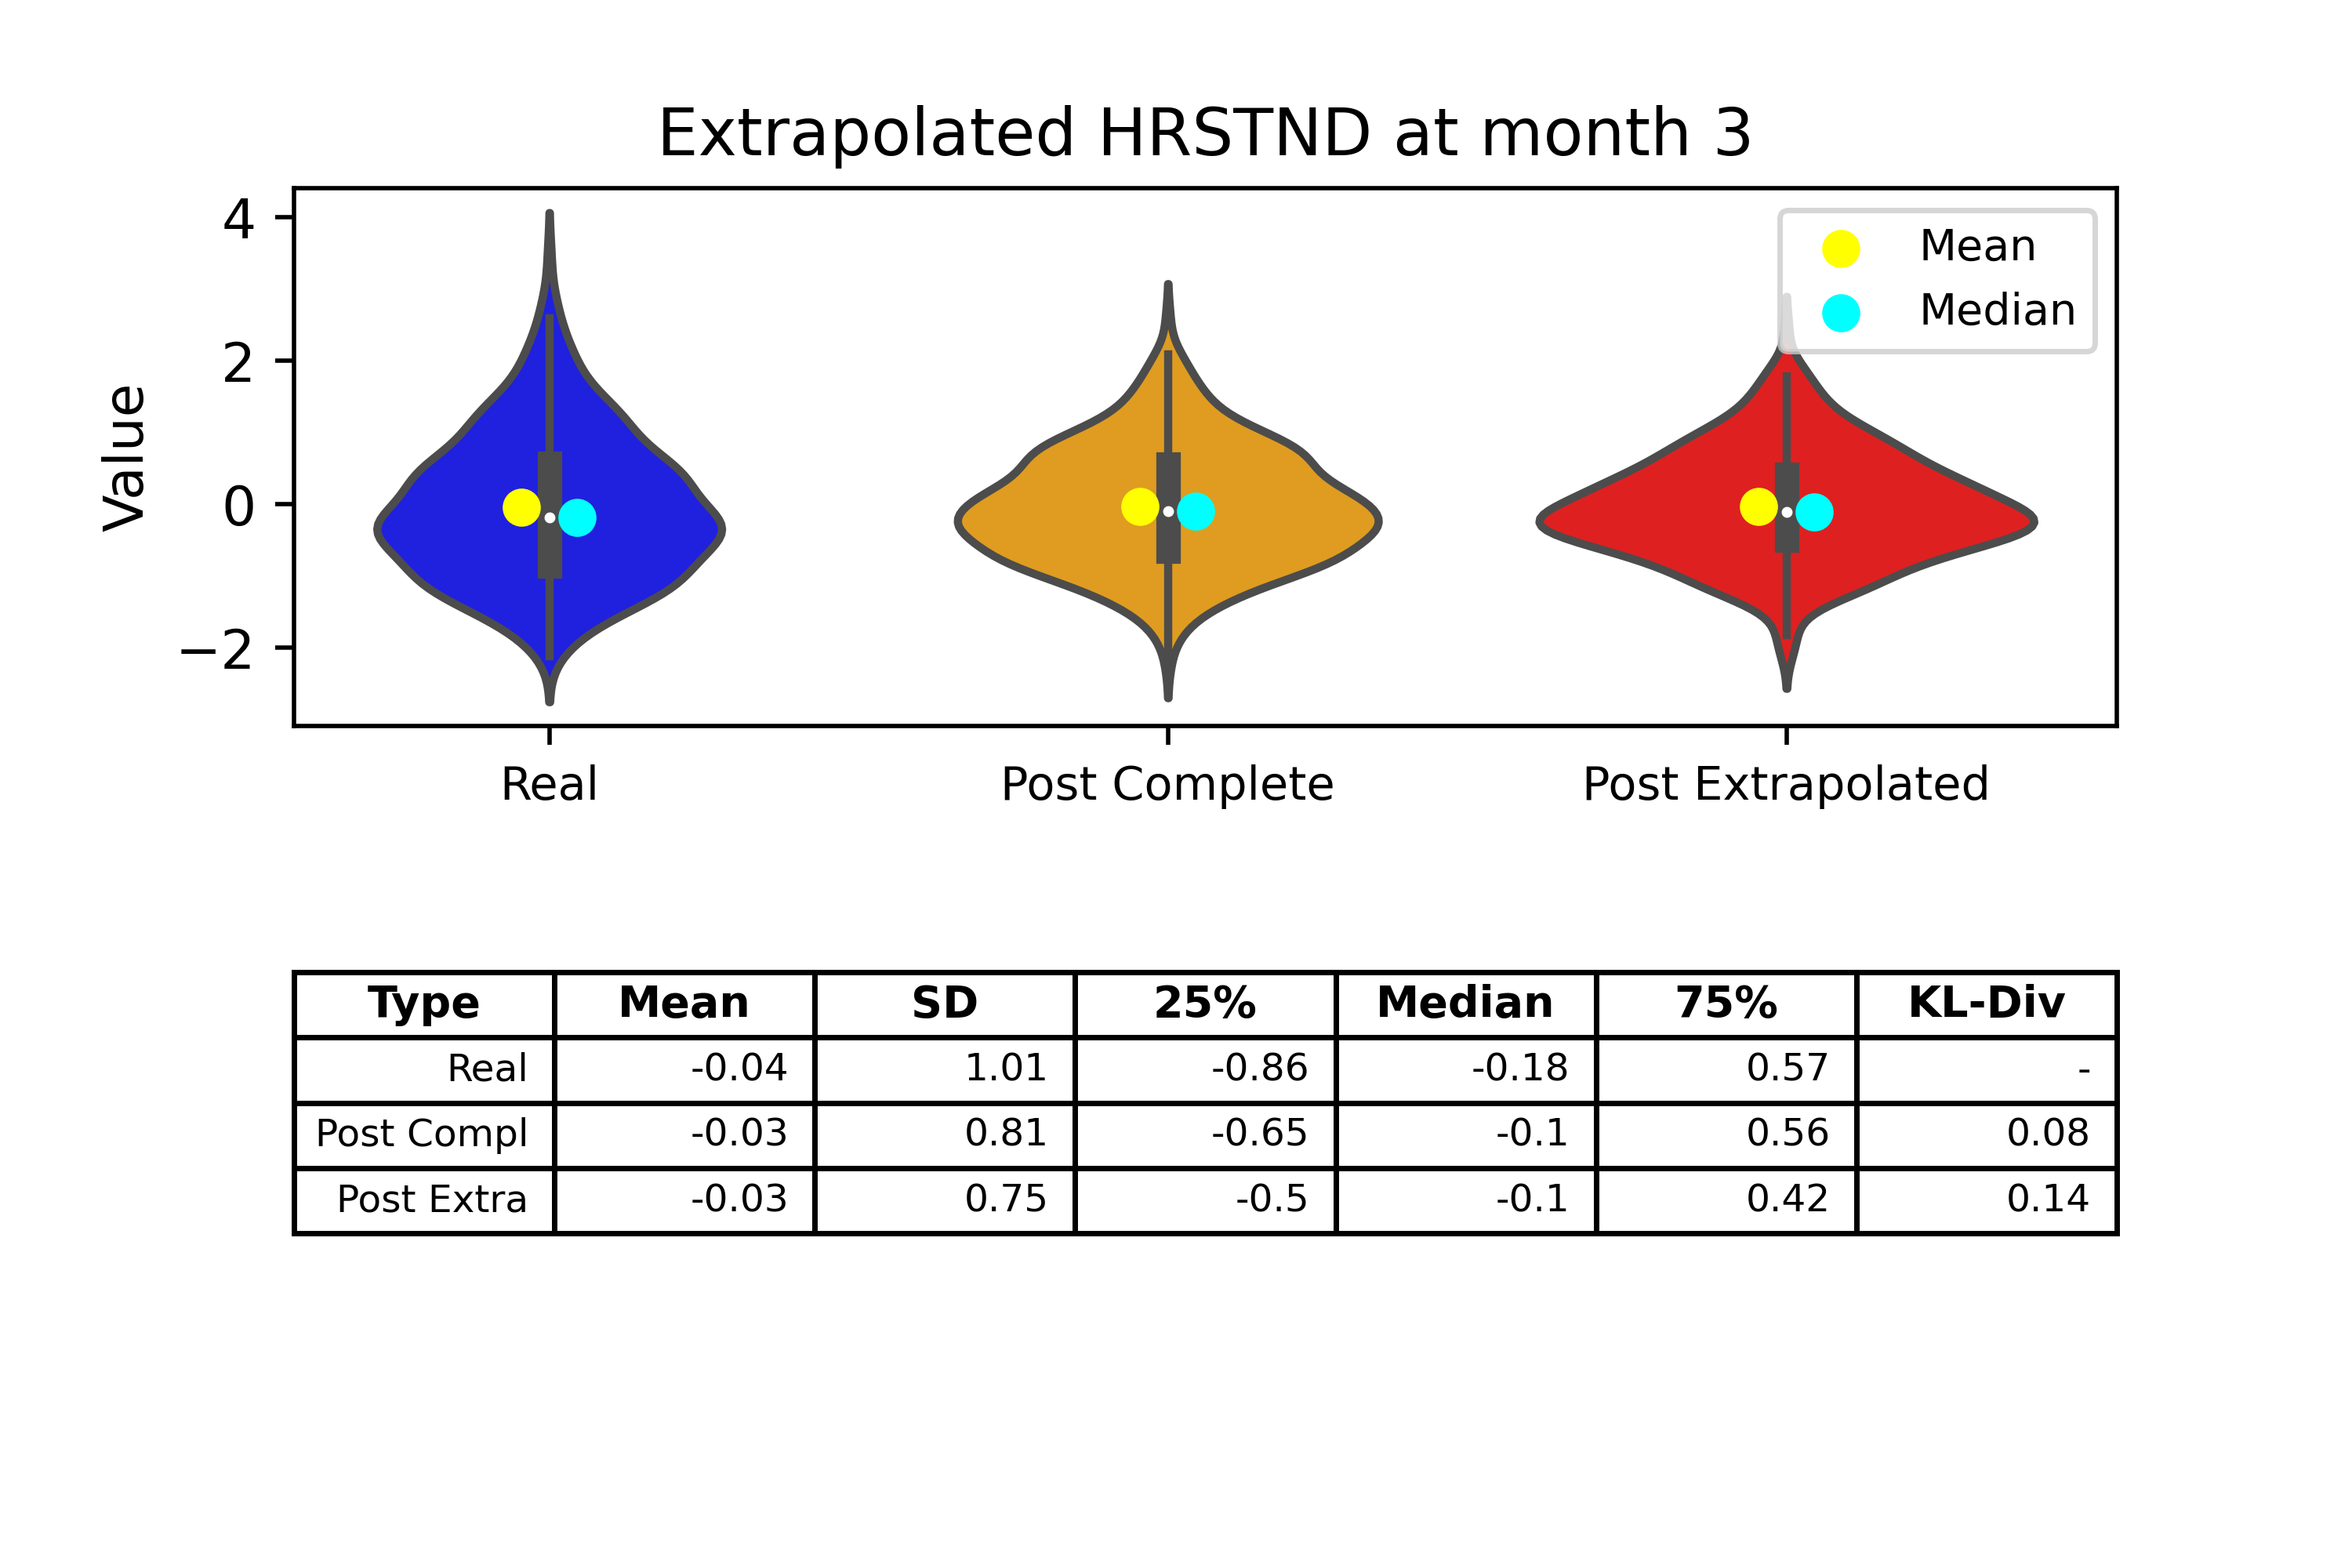 Extrapolated HRSTND at month 3
4
2
0
−2
Value
Mean
Median
Real Post Complete Post Extrapolated
Type Mean SD 25% Median 75% KL-Div
Real -0.04 1.01 -0.86 -0.18 0.57 -
Post Compl -0.03 0.81 -0.65 -0.1 0.56 0.08
Post Extra -0.03 0.75 -0.5 -0.1 0.42 0.14